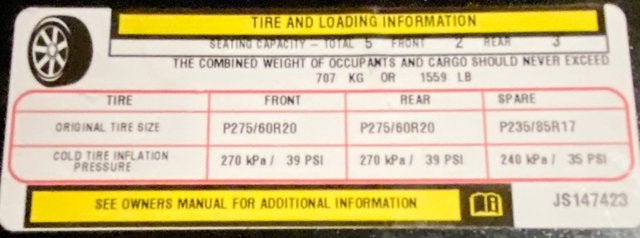 TIRE AND LOADING INFORMATION
SEATING CAPACITY – TOTAL 5 FRONT 2 REAR 3
THE COMBINED WEIGHT OF OCCUPANTS AND CARGO SHOULD NEVER EXCEED
707 KG OR 1559 LB
TIRE FRONT REAR SPARE
ORIGINAL TIRE SIZE P275/60R20 P275/60R20 P235/85R17
COLD TIRE INFLATION
PRESSURE 270 kPa / 39 PSI 270 kPa / 39 PSI 240 kPa / 35 PSI
SEE OWNERS MANUAL FOR ADDITIONAL INFORMATION JS147423